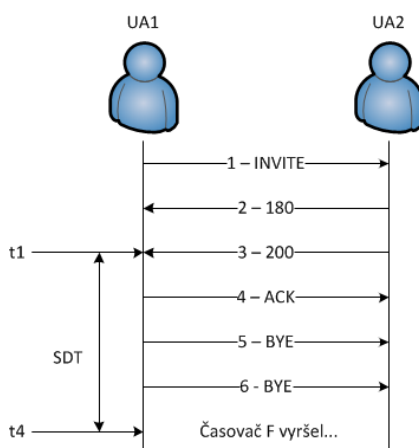 UA1 UA2
1 – INVITE
2 – 180
t1 3 – 200
4 – ACK
SDT 5 – BYE
6 - BYE
t4 Časovač F vyršel...